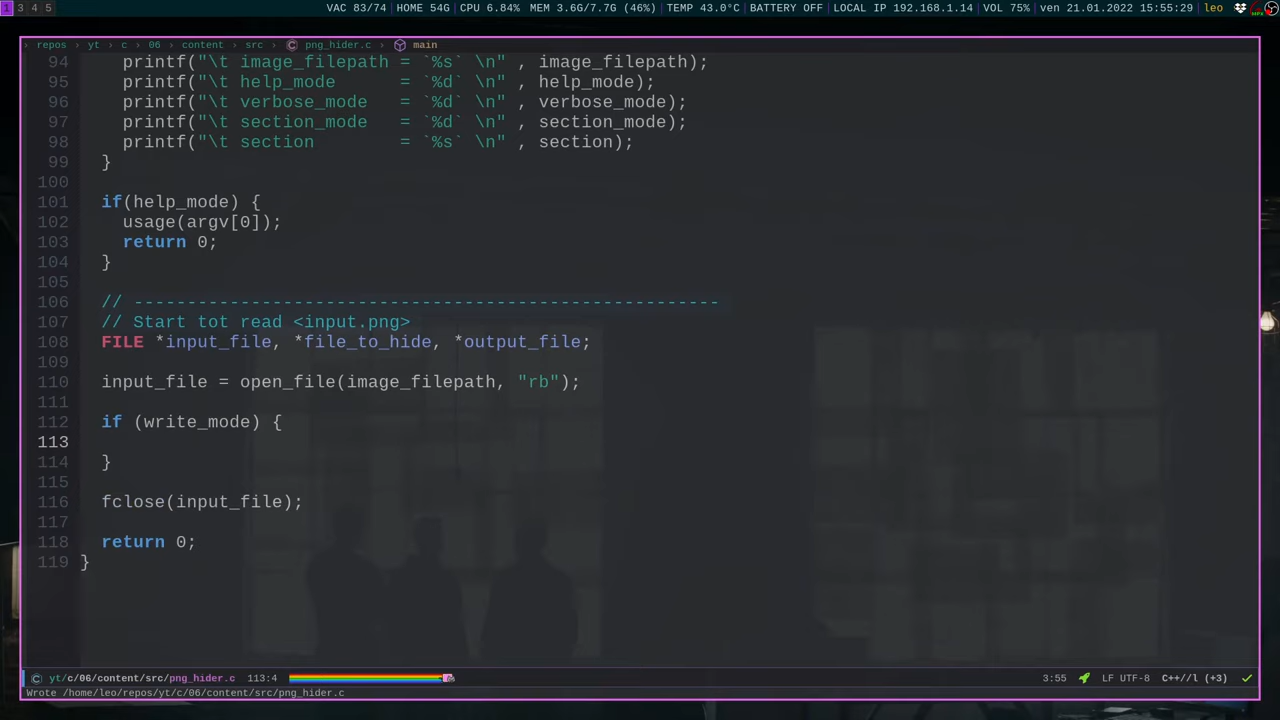 1 3 4 5 VAC 83/74 | HOME 54G | CPU 6.84% MEM 3.6G/7.7G (46%) | TEMP 43.0°C | BATTERY OFF | LOCAL IP 192.168.1.14 | VOL 75% | ven 21.01.2022 15:55:29 | leo
repos › yt › c › 06 › content › src › png_hider.c › main
94     printf("\t image_filepath = `%s` \n" , image_filepath);
95     printf("\t help_mode      = `%d` \n" , help_mode);
96     printf("\t verbose_mode   = `%d` \n" , verbose_mode);
97     printf("\t section_mode   = `%d` \n" , section_mode);
98     printf("\t section        = `%s` \n" , section);
99   }
100
101   if(help_mode) {
102     usage(argv[0]);
103     return 0;
104   }
105
106   // -------------------------------------------------------
107   // Start tot read <input.png>
108   FILE *input_file, *file_to_hide, *output_file;
109
110   input_file = open_file(image_filepath, "rb");
111
112   if (write_mode) {
113
114   }
115
116   fclose(input_file);
117
118   return 0;
119 }
yt/c/06/content/src/png_hider.c 113:4 3:55 LF UTF-8 C++//l (+3)
Wrote /home/leo/repos/yt/c/06/content/src/png_hider.c